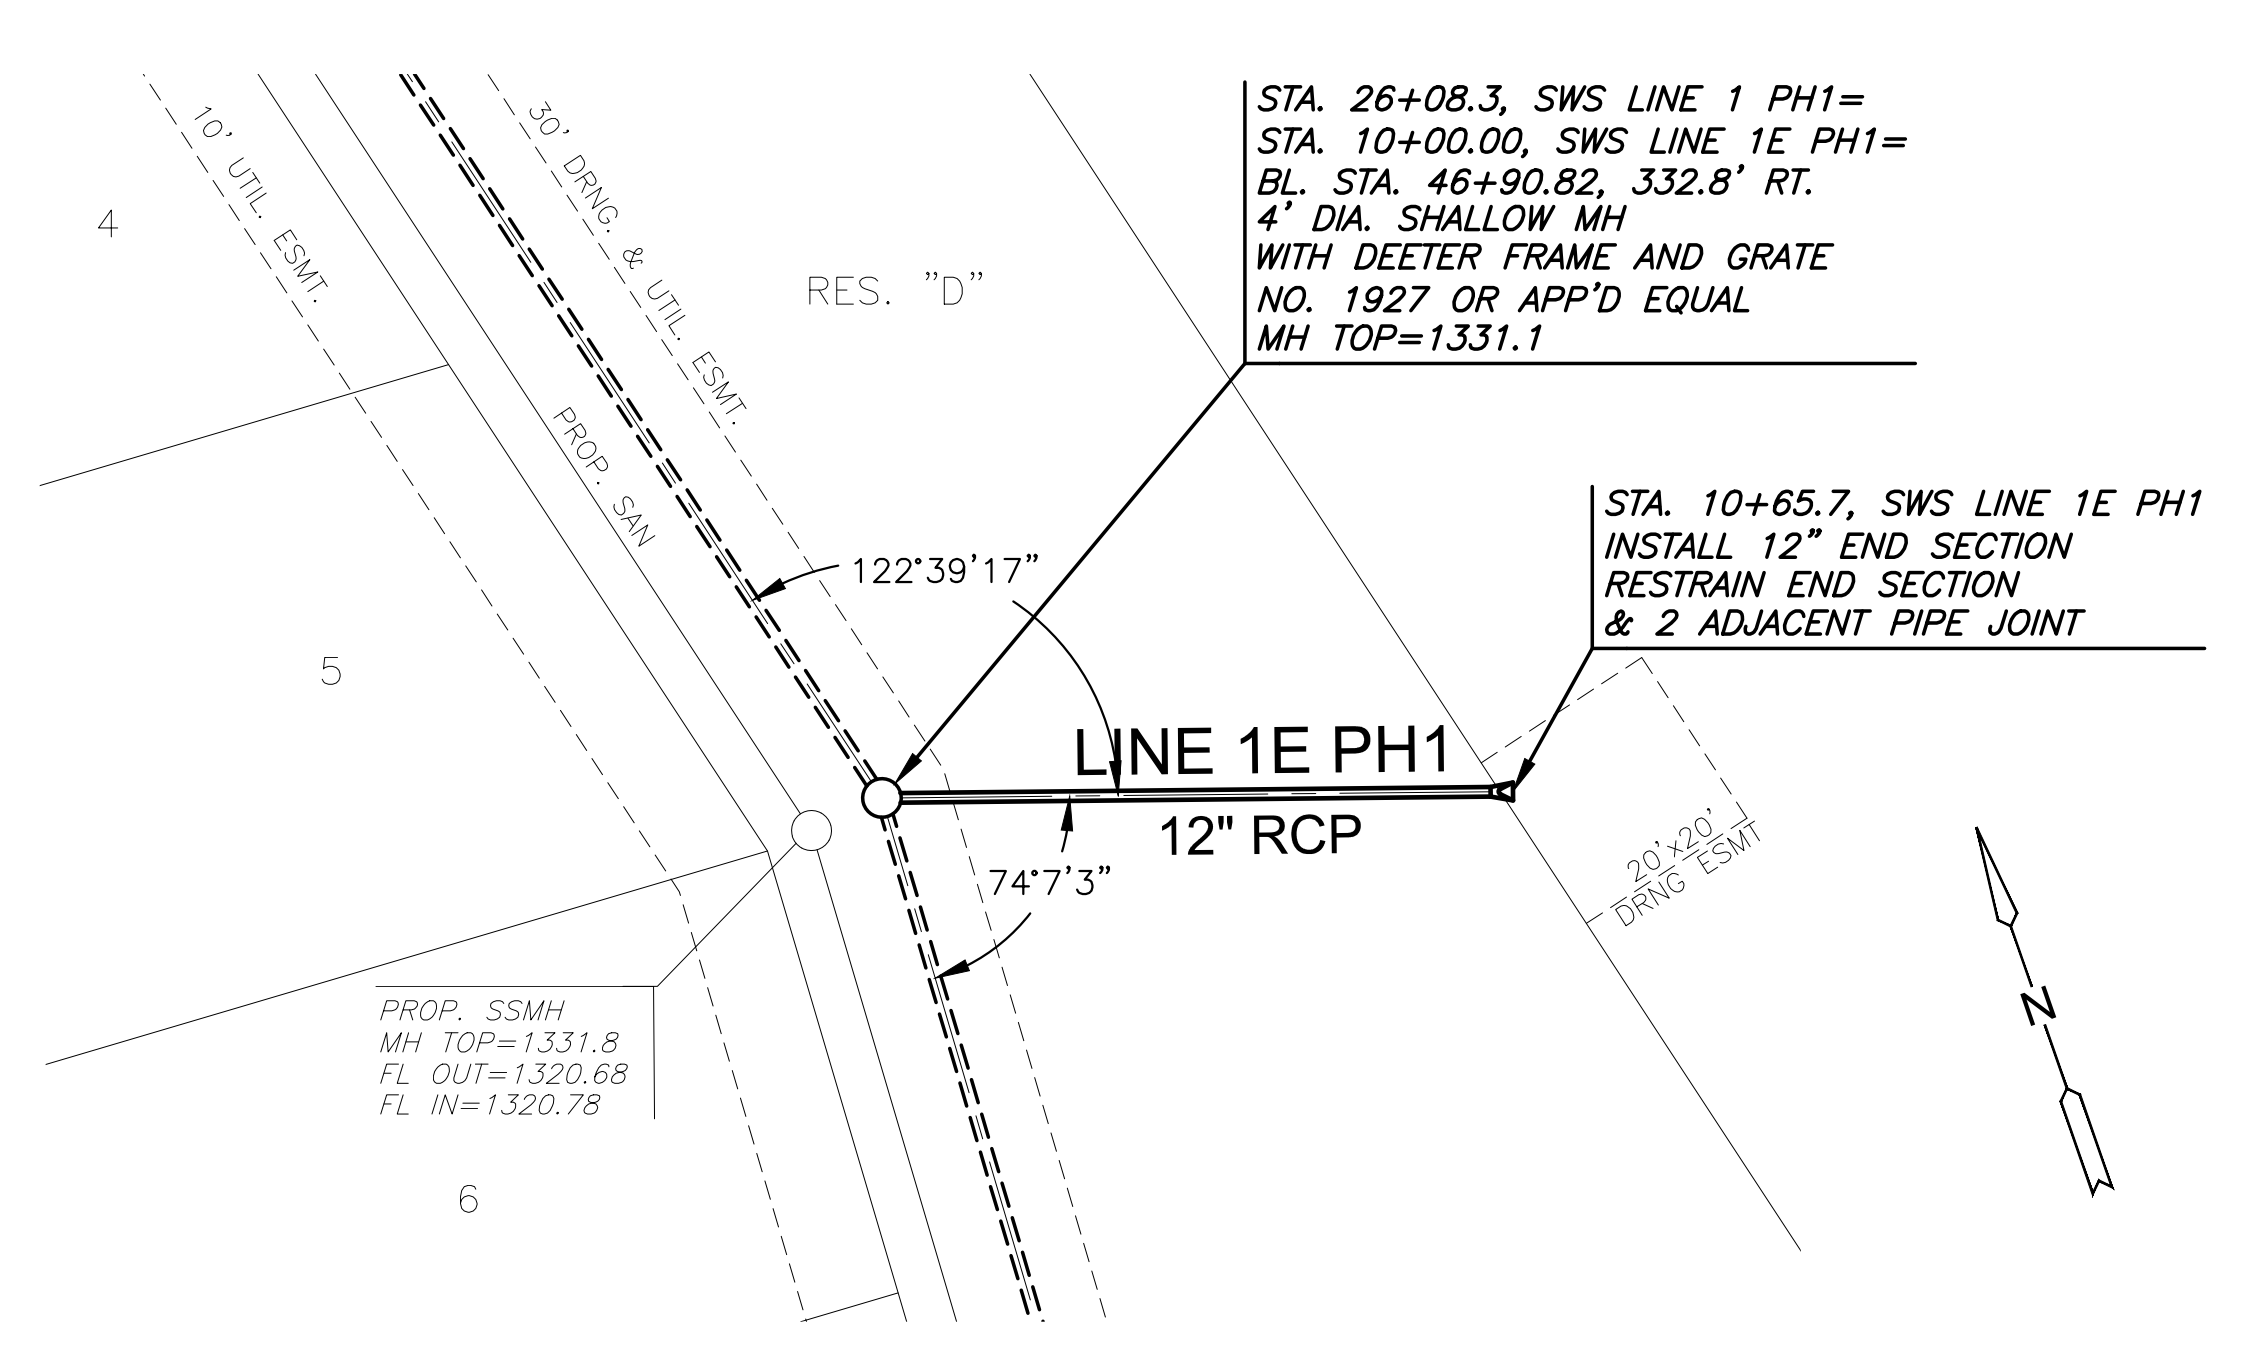 STA. 26+08.3, SWS LINE 1 PH1=
STA. 10+00.00, SWS LINE 1E PH1=
BL. STA. 46+90.82, 332.8' RT.
4' DIA. SHALLOW MH
WITH DEETER FRAME AND GRATE
NO. 1927 OR APP'D EQUAL
MH TOP=1331.1
10' UTIL. ESMT.
30' DRNG. & UTIL. ESMT.
4
RES. "D"
PROP. SAN
STA. 10+65.7, SWS LINE 1E PH1
INSTALL 12" END SECTION
RESTRAIN END SECTION
& 2 ADJACENT PIPE JOINT
122°39'17"
5
LINE 1E PH1
12" RCP
74°7'3"
20'x20'
DRNG ESMT
PROP. SSMH
MH TOP=1331.8
FL OUT=1320.68
FL IN=1320.78
N
6